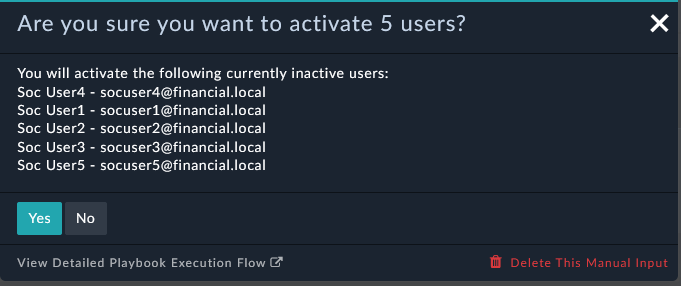 Are you sure you want to activate 5 users?
You will activate the following currently inactive users:
Soc User4 - socuser4@financial.local
Soc User1 - socuser1@financial.local
Soc User2 - socuser2@financial.local
Soc User3 - socuser3@financial.local
Soc User5 - socuser5@financial.local
Yes No
View Detailed Playbook Execution Flow Delete This Manual Input